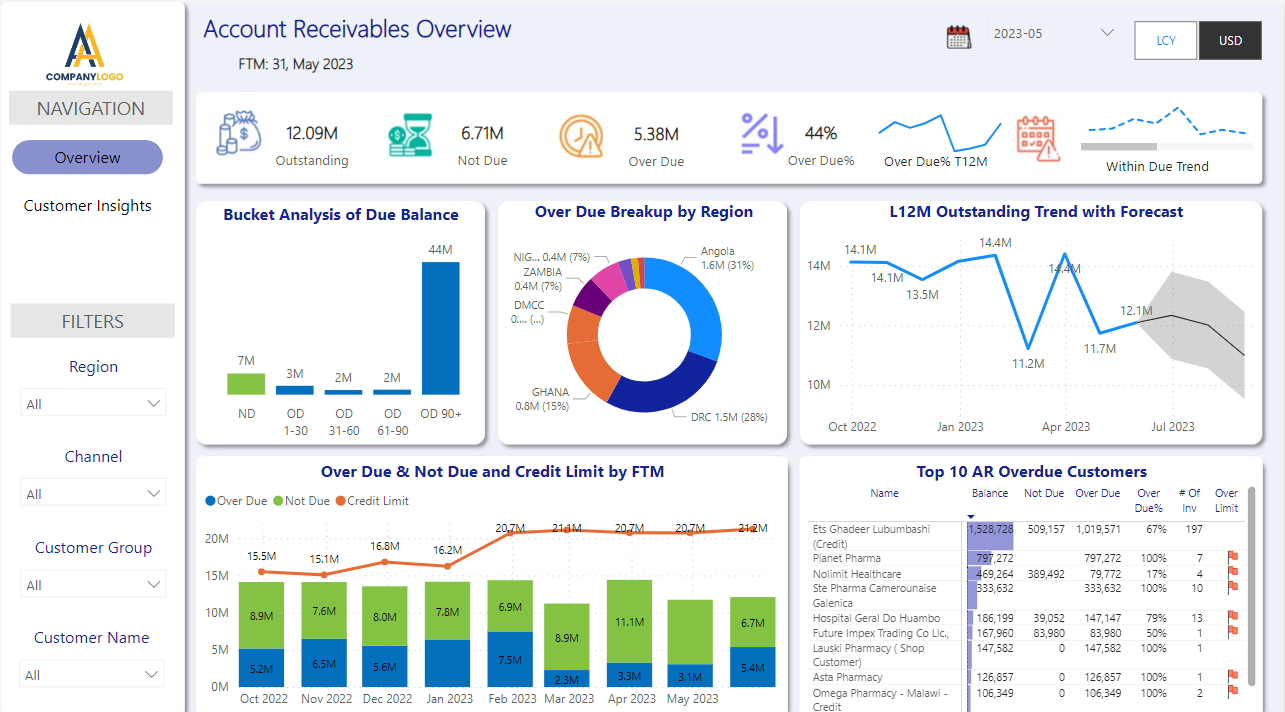 COMPANYLOGO
NAVIGATION
Overview
Customer Insights
FILTERS
Region
All
Channel
All
Customer Group
All
Customer Name
All
Account Receivables Overview
FTM: 31, May 2023
2023-05
LCY
USD
12.09M
Outstanding
6.71M
Not Due
5.38M
Over Due
44%
Over Due%
Over Due% T12M
Within Due Trend
Bucket Analysis of Due Balance
44M
7M
3M
2M
2M
ND
OD
1-30
OD
31-60
OD
61-90
OD 90+
Over Due Breakup by Region
Angola
1.6M (31%)
NIG... 0.4M (7%)
ZAMBIA
0.4M (7%)
DMCC
0.... (...)
GHANA
0.8M (15%)
DRC 1.5M (28%)
L12M Outstanding Trend with Forecast
14M
12M
10M
14.1M
14.1M
13.5M
14.4M
11.2M
14.4M
11.7M
12.1M
Oct 2022
Jan 2023
Apr 2023
Jul 2023
Over Due & Not Due and Credit Limit by FTM
Over Due Not Due Credit Limit
20M
15M
10M
5M
0M
15.5M
15.1M
16.8M
16.2M
20.7M
21.1M
20.7M
20.7M
21.2M
8.9M
7.6M
8.0M
7.8M
6.9M
8.9M
11.1M
6.7M
5.2M
6.5M
5.6M
7.5M
2.3M
3.3M
3.1M
5.4M
Oct 2022 Nov 2022 Dec 2022 Jan 2023 Feb 2023 Mar 2023 Apr 2023 May 2023
Top 10 AR Overdue Customers
Name Balance Not Due Over Due Over Due% # Of Inv Over Limit
Ets Ghadeer Lubumbashi (Credit) 1,528,728 509,157 1,019,571 67% 197
Planet Pharma 797,272 797,272 100% 7
Nolimit Healthcare 469,264 389,492 79,772 17% 4
Ste Pharma Camerounaise Galenica 333,632 333,632 100% 10
Hospital Geral Do Huambo 186,199 39,052 147,147 79% 13
Future Impex Trading Co Llc., 167,960 83,980 83,980 50% 1
Lauski Pharmacy ( Shop Customer) 147,582 0 147,582 100% 1
Asta Pharmacy 126,857 0 126,857 100% 1
Omega Pharmacy - Malawi - Credit 106,349 0 106,349 100% 2